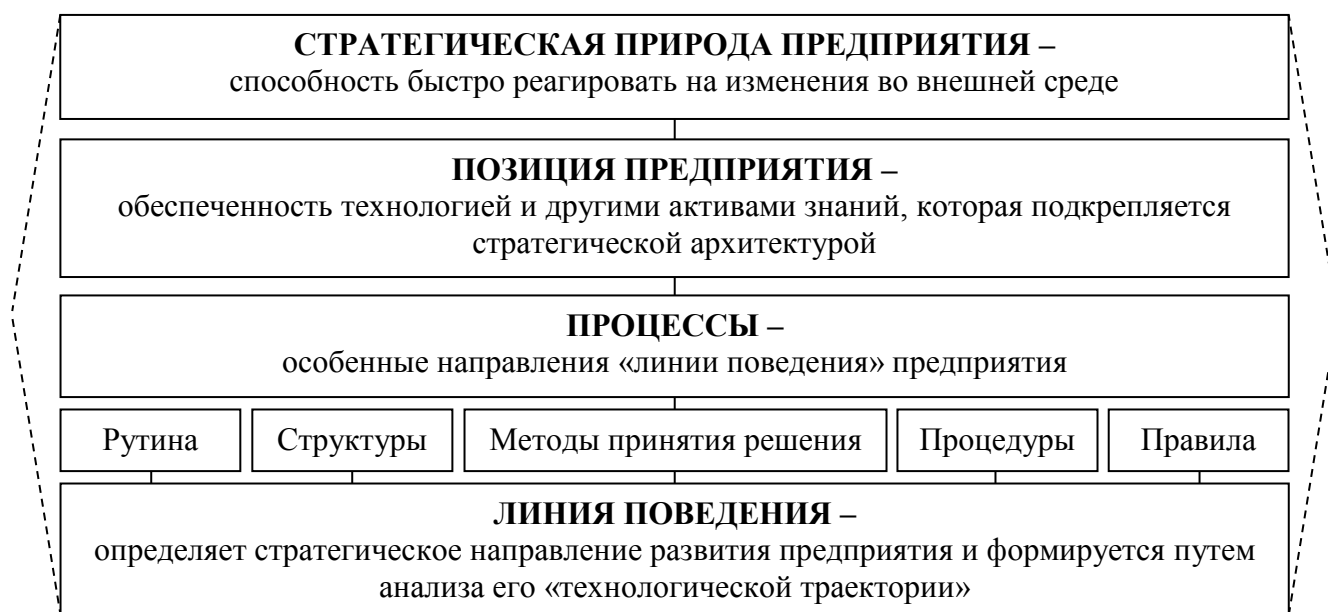 СТРАТЕГИЧЕСКАЯ ПРИРОДА ПРЕДПРИЯТИЯ –
способность быстро реагировать на изменения во внешней среде
ПОЗИЦИЯ ПРЕДПРИЯТИЯ –
обеспеченность технологией и другими активами знаний, которая подкрепляется
стратегической архитектурой
ПРОЦЕССЫ –
особенные направления «линии поведения» предприятия
Рутина
Структуры
Методы принятия решения
Процедуры
Правила
ЛИНИЯ ПОВЕДЕНИЯ –
определяет стратегическое направление развития предприятия и формируется путем
анализа его «технологической траектории»